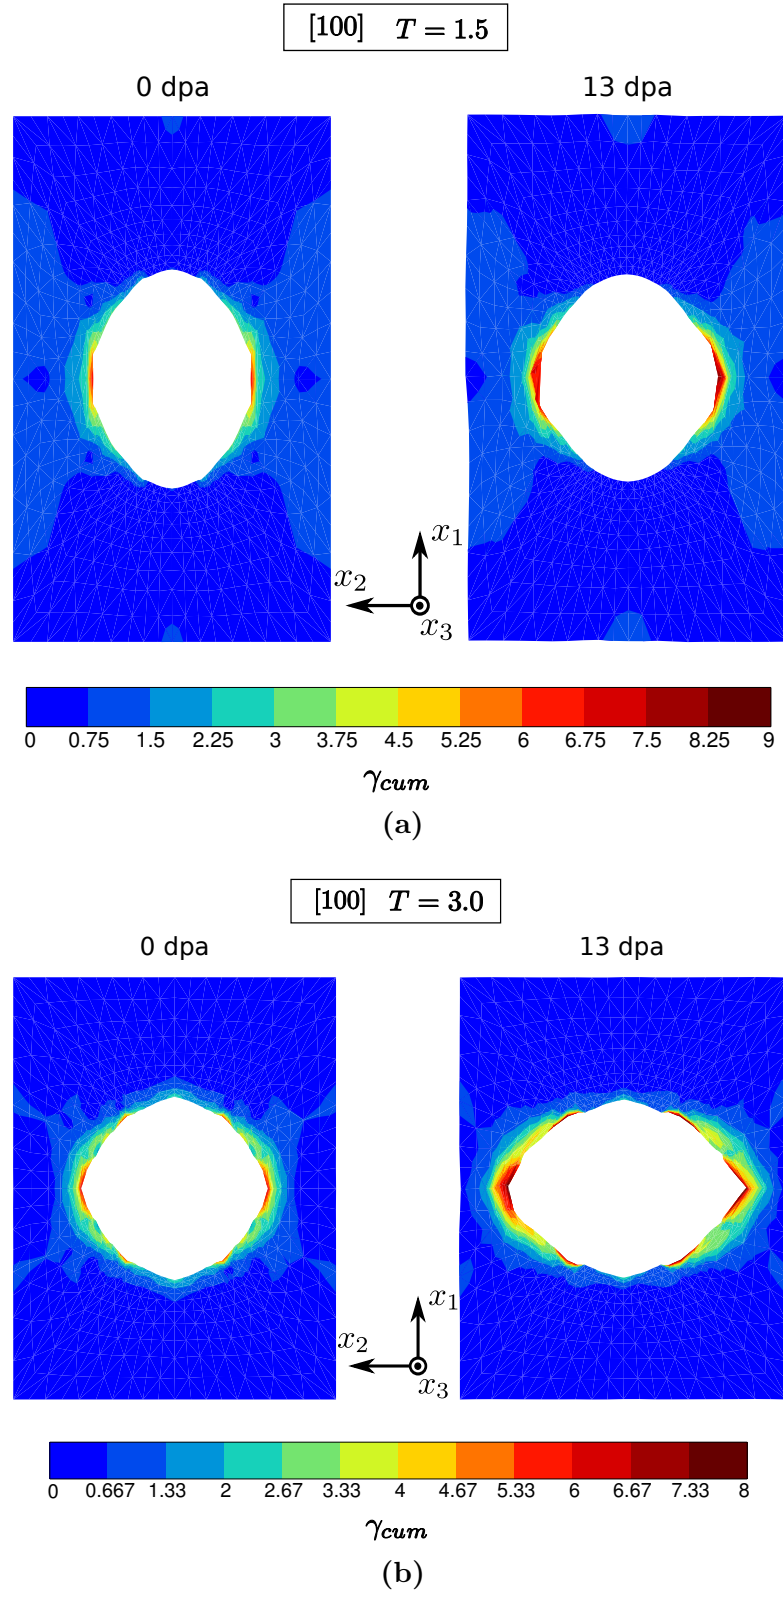 [100] T = 1.5
0 dpa 13 dpa
x₁
x₂
x₃
0 0.75 1.5 2.25 3 3.75 4.5 5.25 6 6.75 7.5 8.25 9
γcum
(a)
[100] T = 3.0
0 dpa 13 dpa
x₁
x₂
x₃
0 0.667 1.33 2 2.67 3.33 4 4.67 5.33 6 6.67 7.33 8
γcum
(b)